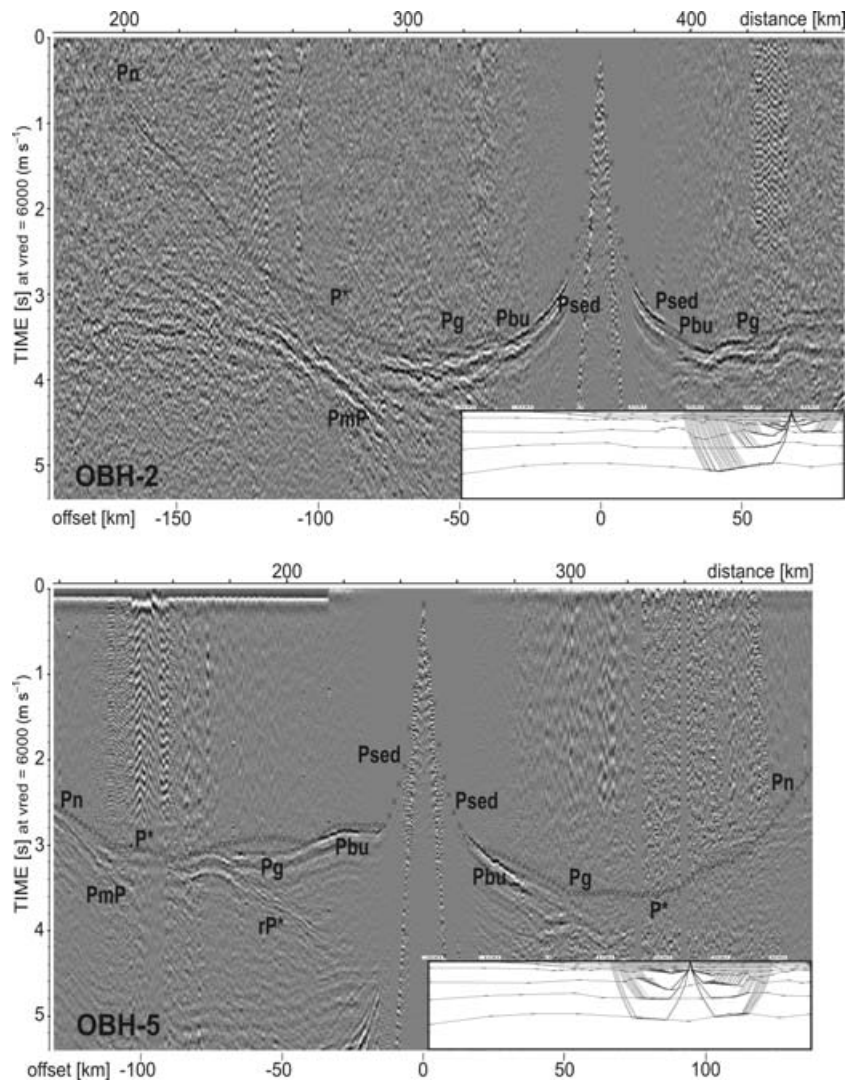 200 300 400 distance [km]
0
Pn
1
2
TIME [s] at vred = 6000 (m s⁻¹)
3
P* Pg Pbu Psed Psed Pbu Pg
4
PmP
5
OBH-2
offset [km] -150 -100 -50 0 50
200 300 distance [km]
0
1
2
TIME [s] at vred = 6000 (m s⁻¹)
Psed
Pn Psed Pn
3
P* Pg Pbu Pbu Pg
PmP P*
rP*
4
5
OBH-5
offset [km] -100 -50 0 50 100